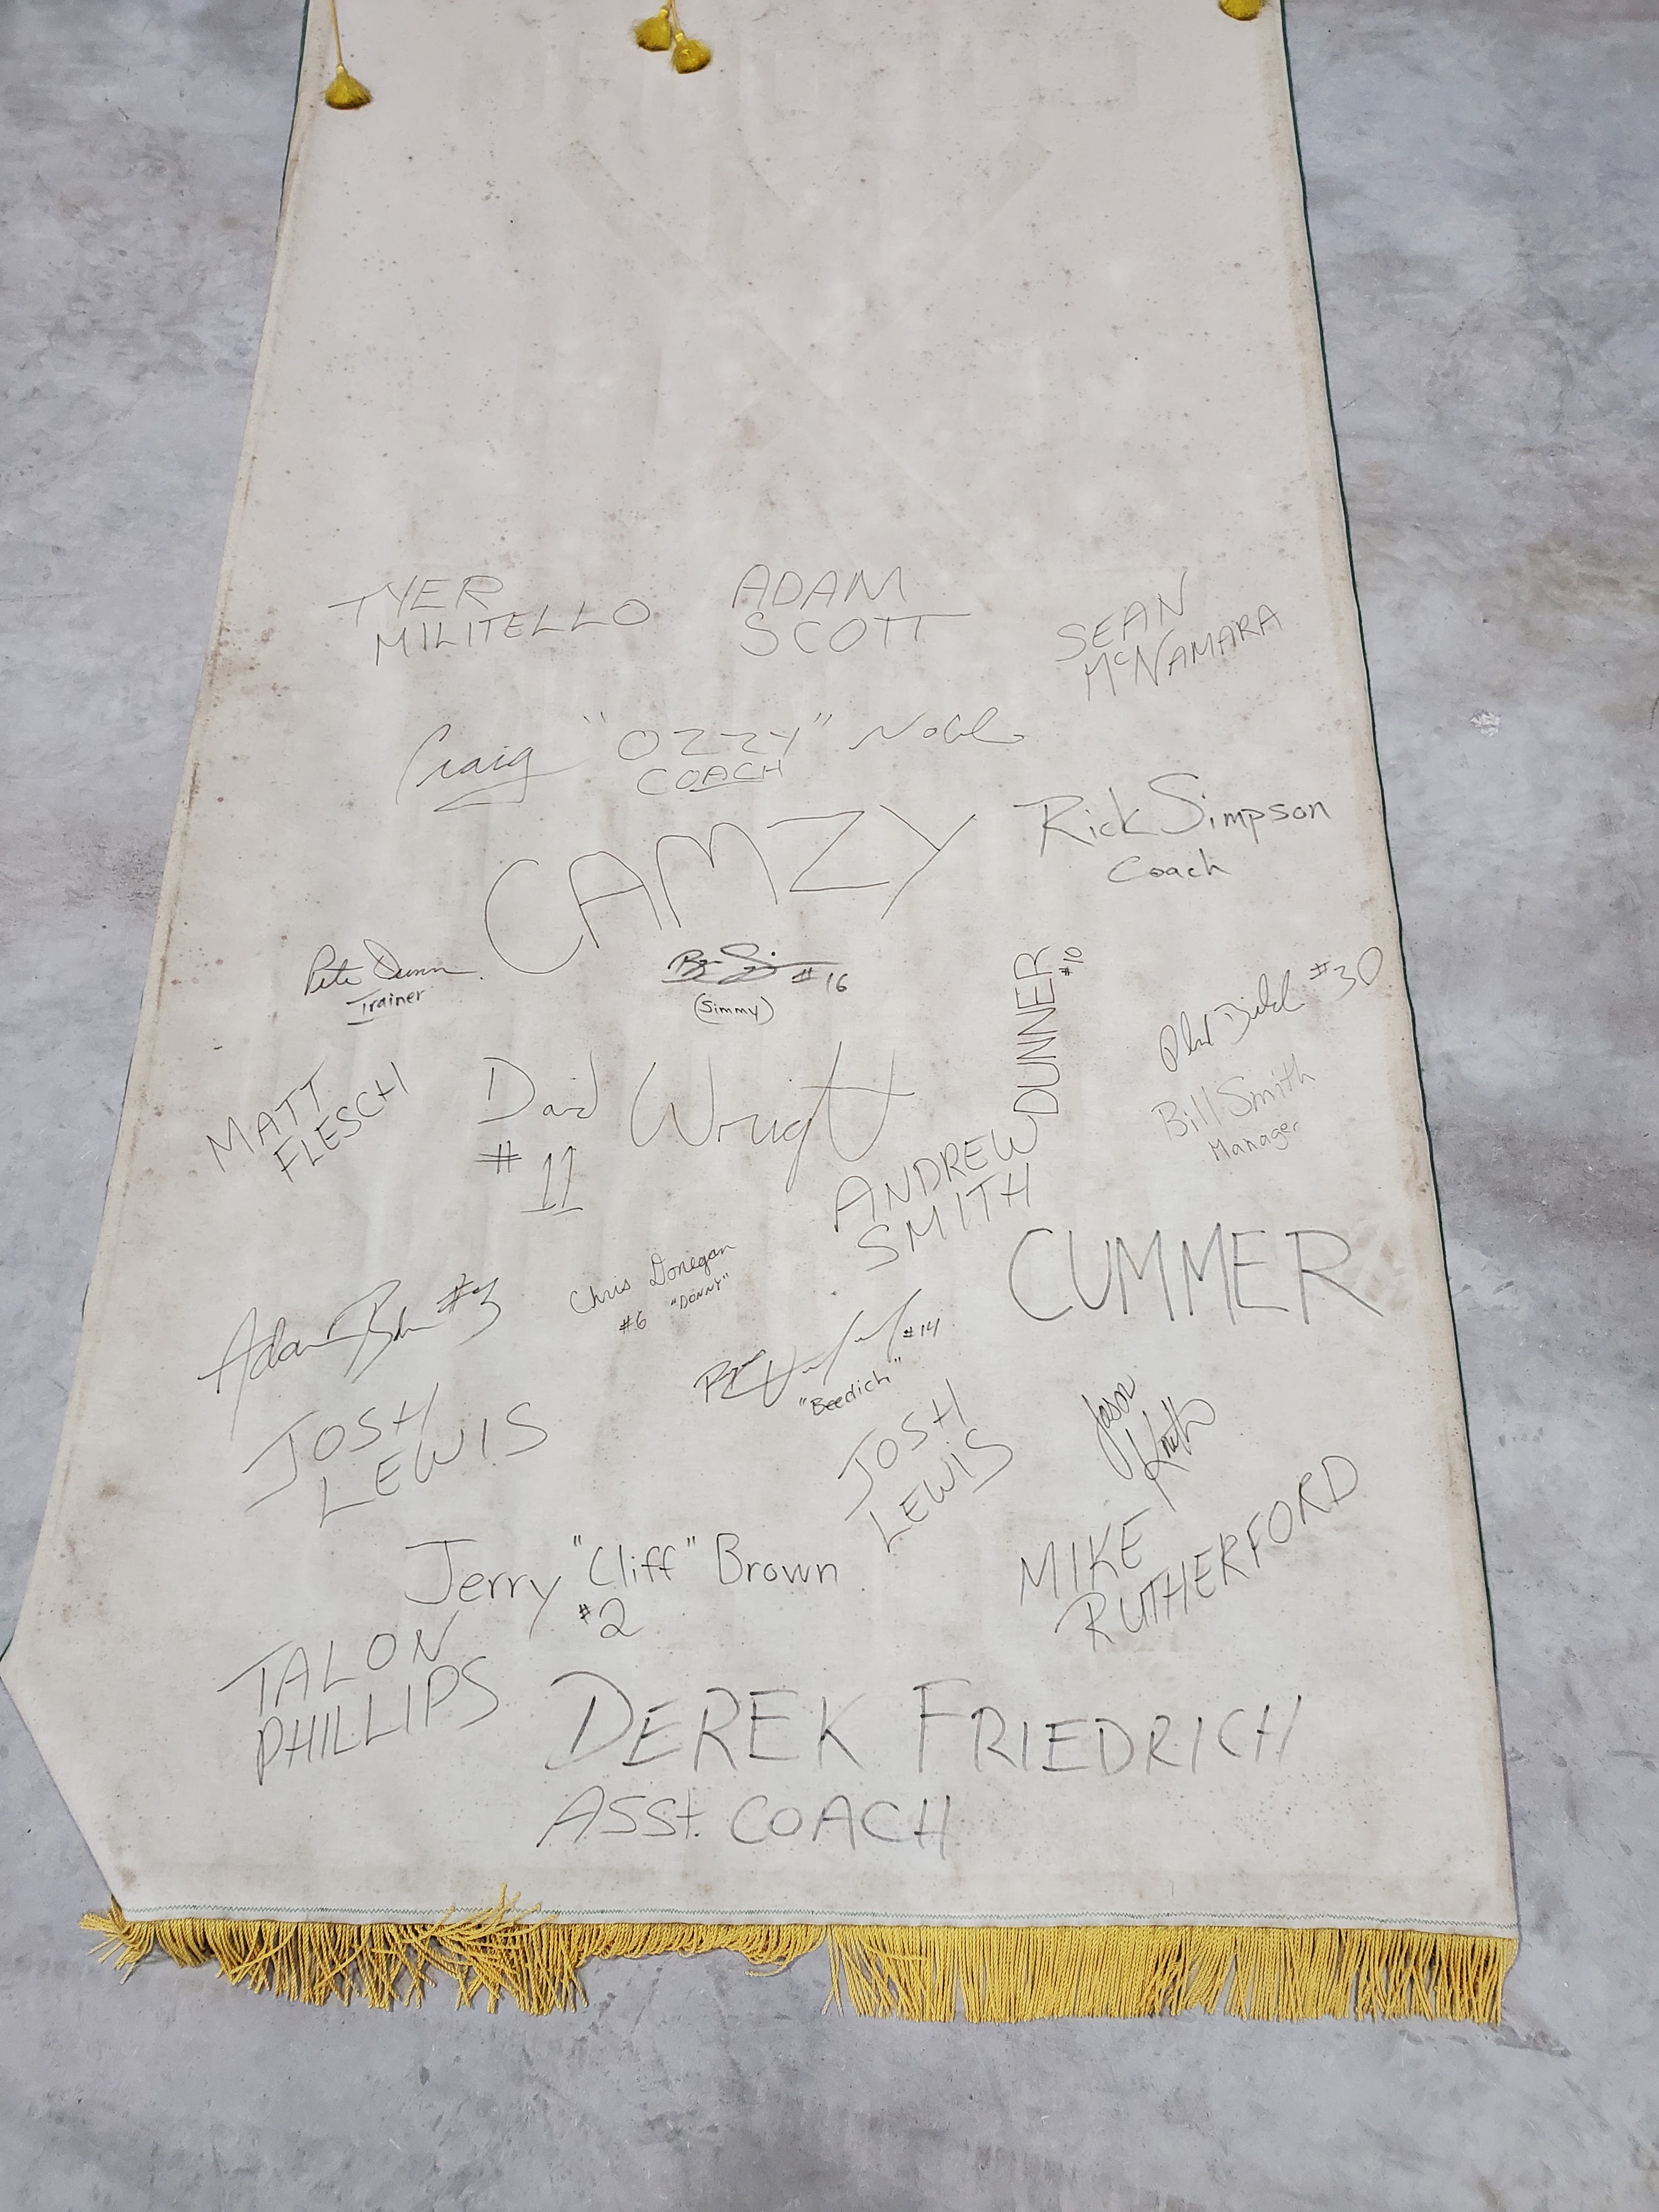 TYER
MILITELLO
ADAM
SCOTT
SEAN
McNAMARA
Craig "OZZY" Noble
COACH
CAMZY
Rick Simpson
Coach
Pete Dunn
Trainer
#16
(Simmy)
DUNNER #10
#30
Bill Smith
Manager
MATT
FLESCH
David Wright
#11
ANDREW
SMITH
CUMMER
Adam #3
Chris Donegan
#6 "DONNY"
#14
"Beedich"
JOSH
LEWIS
JOSH
LEWIS
Jason
MIKE
RUTHERFORD
Jerry "Cliff" Brown
#2
TALON
PHILLIPS
DEREK FRIEDRICH
ASSt. COACH